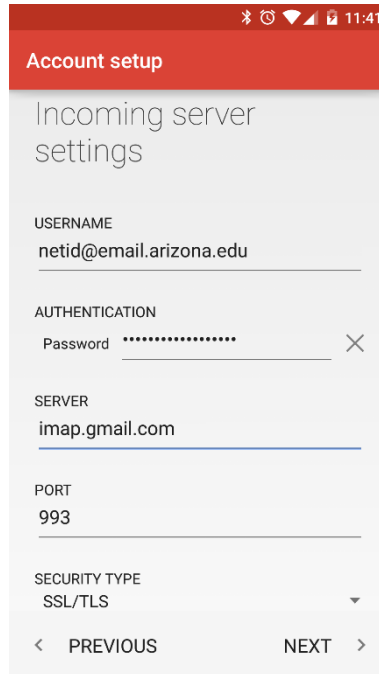 11:41
Account setup
Incoming server
settings
USERNAME
netid@email.arizona.edu
AUTHENTICATION
Password ••••••••••••••••••
SERVER
imap.gmail.com
PORT
993
SECURITY TYPE
SSL/TLS
PREVIOUS NEXT